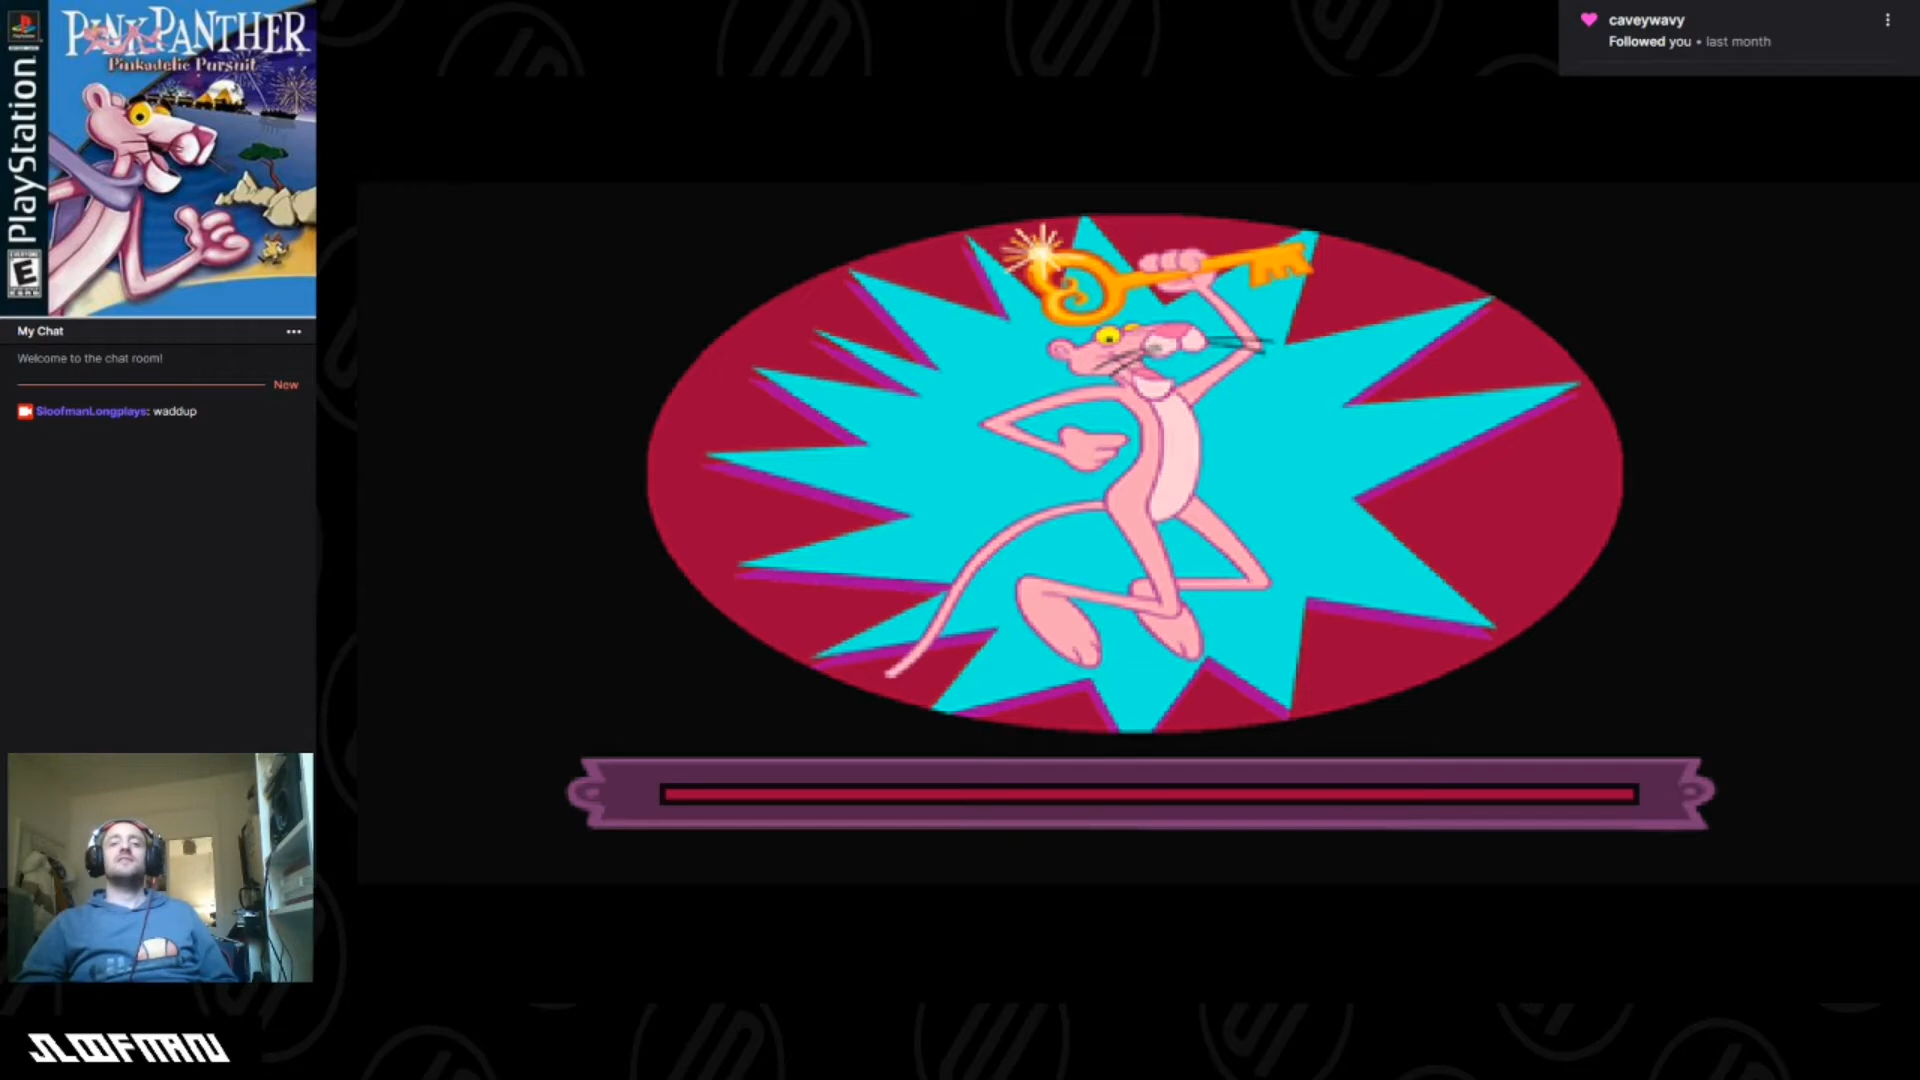 PINK PANTHER
Pinkadelic Pursuit
PlayStation
E
My Chat
Welcome to the chat room!
New
SloofmanLongplays: waddup
SLOOFMAN
caveywavy
Followed you • last month